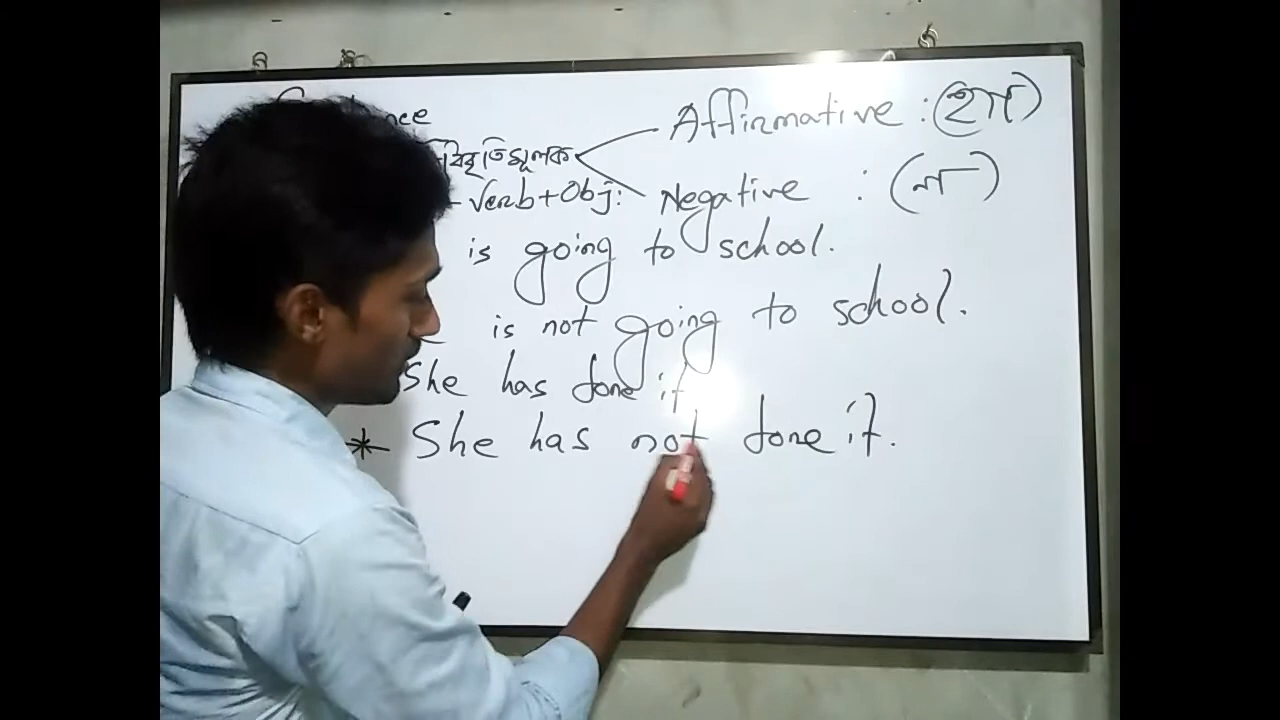 Affirmative : (হ্যাঁ)
বিবৃতিমূলক
Verb + Obj: Negative : (না)
is going to school.
is not going to school.
She has done it
* She has not done it.